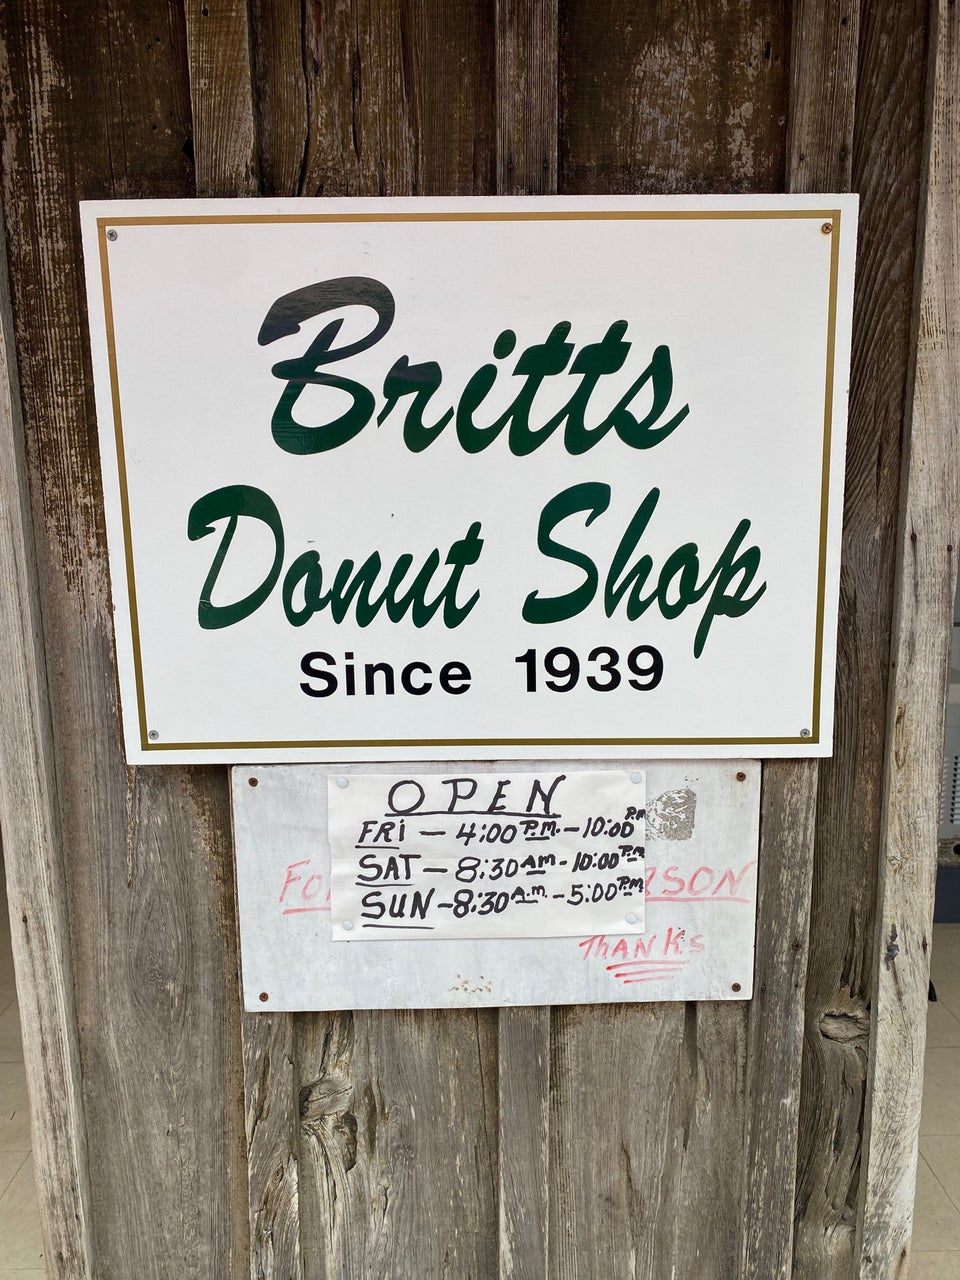 Britts
Donut Shop
Since 1939
OPEN
FRI - 4:00 P.M. - 10:00 P.M.
SAT - 8:30 AM - 10:00 P.M.
SUN - 8:30 A.M. - 5:00 P.M.
THANKS